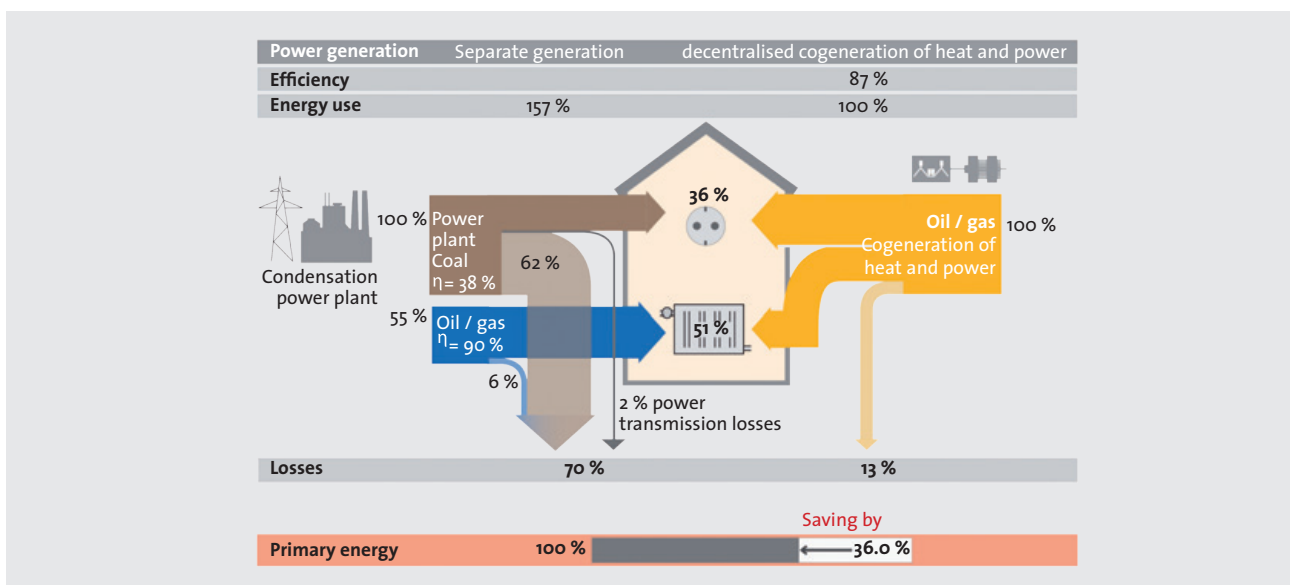 Power generation Separate generation decentralised cogeneration of heat and power
Efficiency 87 %
Energy use 157 % 100 %
36 %
100 % Power
plant
Coal
η= 38 %
62 %
Condensation
power plant
Oil / gas 100 %
Cogeneration of
heat and power
55 % Oil / gas
η= 90 %
51 %
6 %
2 % power
transmission losses
Losses 70 % 13 %
Saving by
Primary energy 100 % 36.0 %